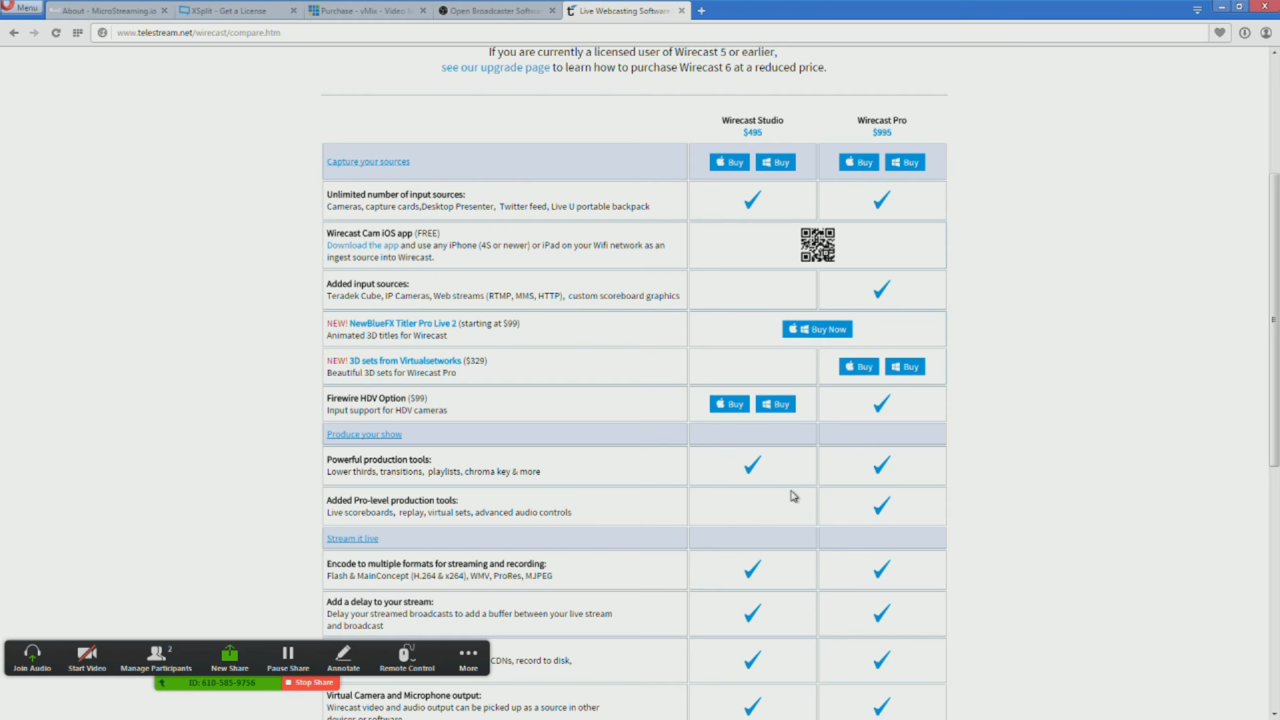 Menu
About - MicroStreaming.io
XSplit - Get a License
Purchase - vMix - Video M
Open Broadcaster Softwar
Live Webcasting Software
www.telestream.net/wirecast/compare.htm
If you are currently a licensed user of Wirecast 5 or earlier,
see our upgrade page to learn how to purchase Wirecast 6 at a reduced price.
Wirecast Studio
$495
Wirecast Pro
$995
Capture your sources
Buy
Buy
Buy
Buy
Unlimited number of input sources:
Cameras, capture cards,Desktop Presenter, Twitter feed, Live U portable backpack
Wirecast Cam iOS app (FREE)
Download the app and use any iPhone (4S or newer) or iPad on your Wifi network as an
ingest source into Wirecast.
Added input sources:
Teradek Cube, IP Cameras, Web streams (RTMP, MMS, HTTP), custom scoreboard graphics
NEW! NewBlueFX Titler Pro Live 2 (starting at $99)
Animated 3D titles for Wirecast
Buy Now
NEW! 3D sets from Virtualsetworks ($329)
Beautiful 3D sets for Wirecast Pro
Buy
Buy
Firewire HDV Option ($99)
Input support for HDV cameras
Buy
Buy
Produce your show
Powerful production tools:
Lower thirds, transitions, playlists, chroma key & more
Added Pro-level production tools:
Live scoreboards, replay, virtual sets, advanced audio controls
Stream it live
Encode to multiple formats for streaming and recording:
Flash & MainConcept (H.264 & x264), WMV, ProRes, MJPEG
Add a delay to your stream:
Delay your streamed broadcasts to add a buffer between your live stream
and broadcast
CDNs, record to disk,
Virtual Camera and Microphone output:
Wirecast video and audio output can be picked up as a source in other
devices or software.
2
Join Audio
Start Video
Manage Participants
New Share
Pause Share
Annotate
Remote Control
More
ID: 610-585-9756
Stop Share